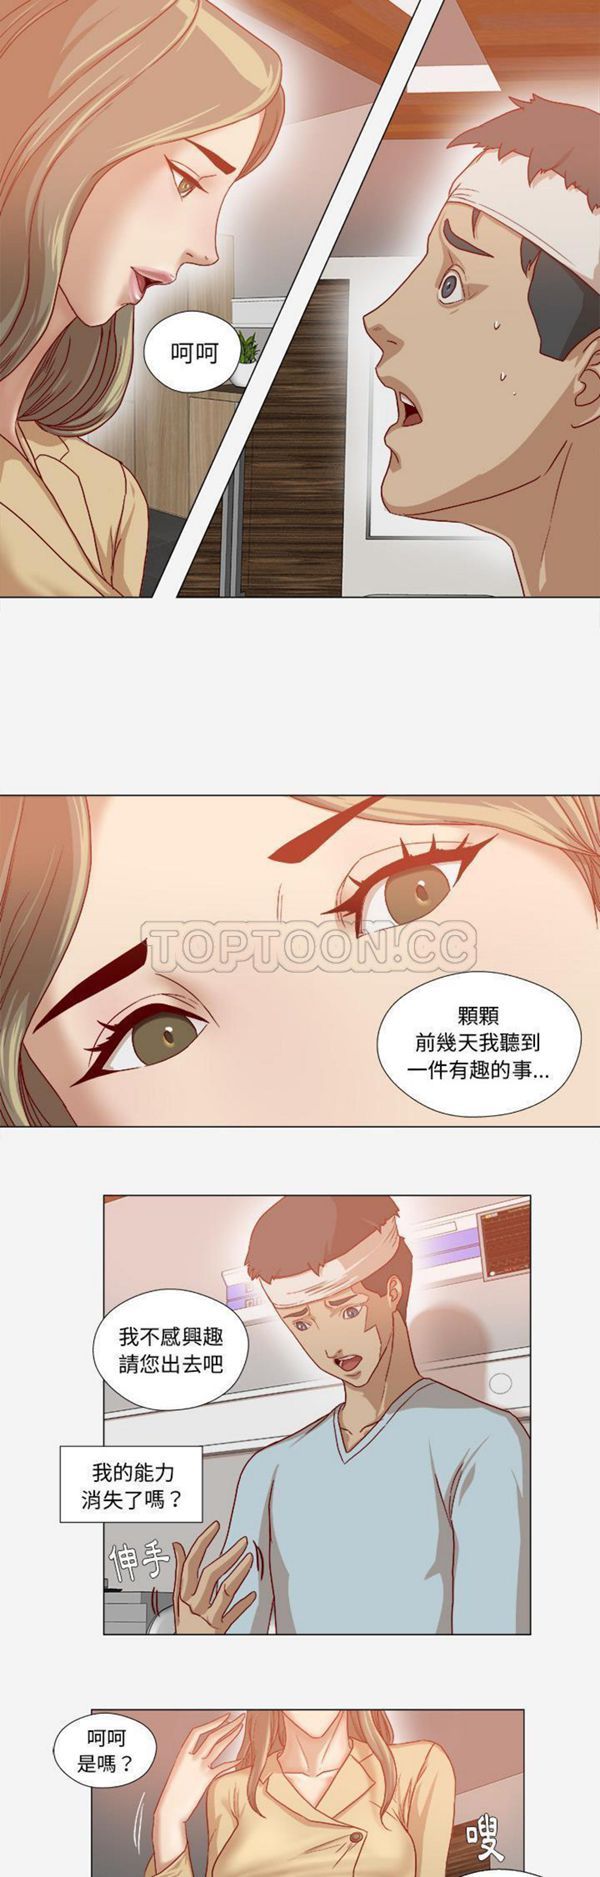 呵呵
TOPTOON.CC
顆顆
前幾天我聽到
一件有趣的事...
我不感興趣
請您出去吧
我的能力
消失了嗎？
伸手
呵呵
是嗎？
嗖